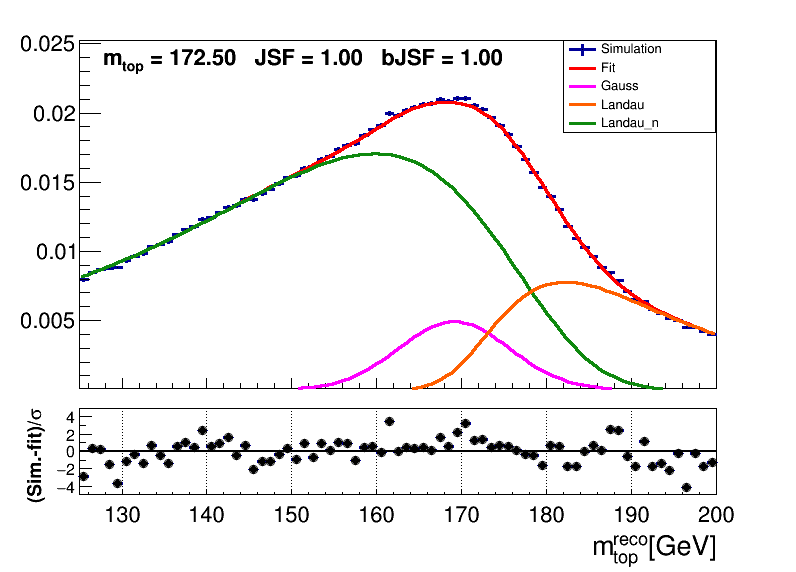 m_top = 172.50 JSF = 1.00 bJSF = 1.00
Simulation
Fit
Gauss
Landau
Landau_n
0.025
0.02
0.015
0.01
0.005
(Sim.-fit)/σ
4
2
0
−2
−4
130 140 150 160 170 180 190 200
m_top^reco[GeV]